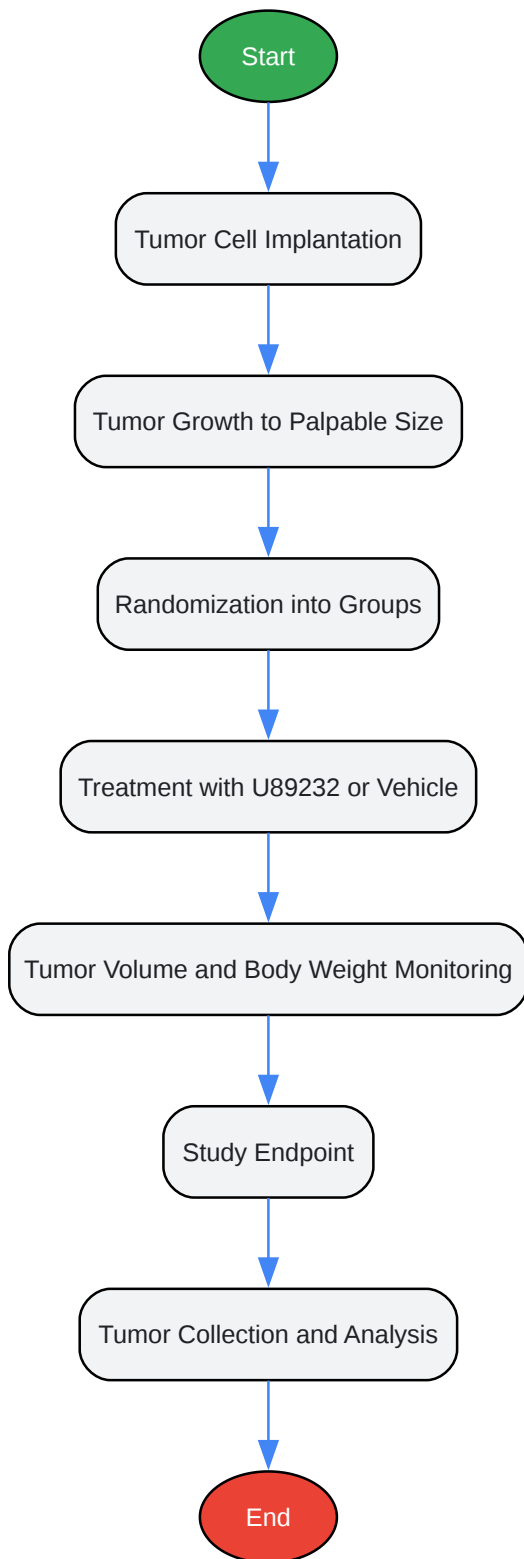 Start
Tumor Cell Implantation
Tumor Growth to Palpable Size
Randomization into Groups
Treatment with U89232 or Vehicle
Tumor Volume and Body Weight Monitoring
Study Endpoint
Tumor Collection and Analysis
End